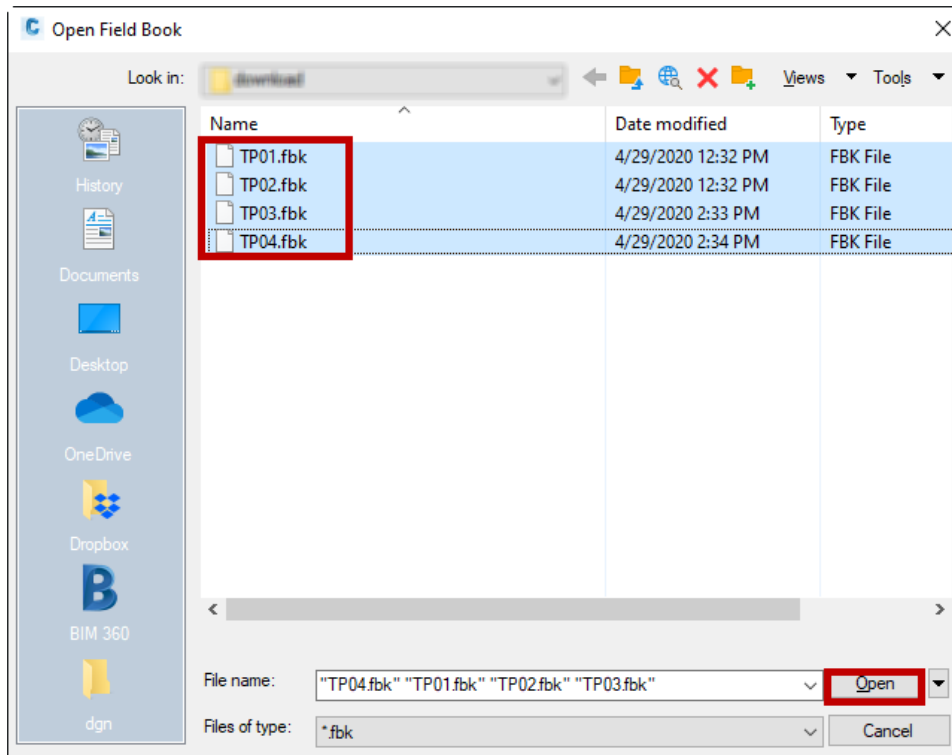 Open Field Book
Look in: download Views Tools
Name Date modified Type
TP01.fbk 4/29/2020 12:32 PM FBK File
TP02.fbk 4/29/2020 12:32 PM FBK File
TP03.fbk 4/29/2020 2:33 PM FBK File
TP04.fbk 4/29/2020 2:34 PM FBK File
History
Documents
Desktop
OneDrive
Dropbox
BIM 360
dgn
File name: "TP04.fbk" "TP01.fbk" "TP02.fbk" "TP03.fbk" Open
Files of type: *.fbk Cancel